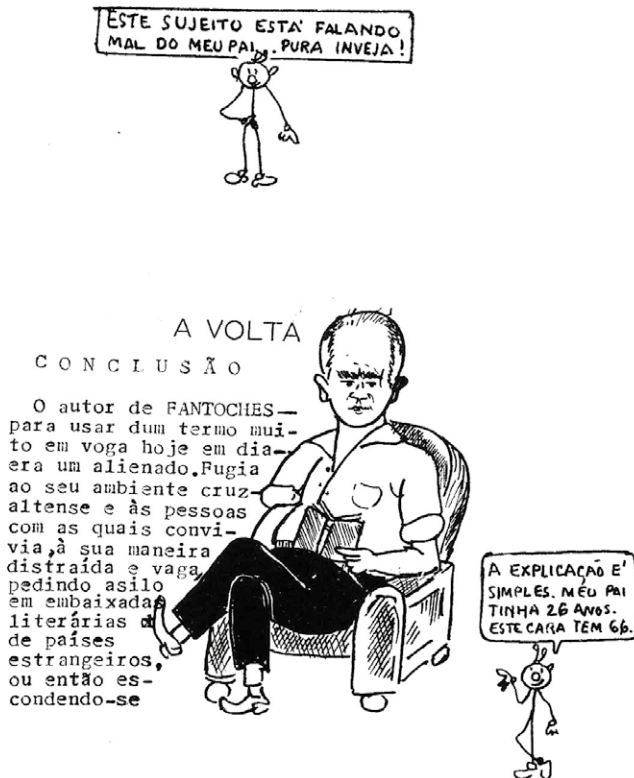 ESTE SUJEITO ESTÁ FALANDO
MAL DO MEU PAI... PURA INVEJA!
A VOLTA
CONCLUSÃO
O autor de FANTOCHES—
para usar dum termo mui-
to em voga hoje em dia—
era um alienado. Fugia
ao seu ambiente cruz-
altense e às pessoas
com as quais convi-
via, à sua maneira
distraída e vaga,
pedindo asilo
em embaixadas
literárias
de países
estrangeiros,
ou então es-
condendo-se
A EXPLICAÇÃO É
SIMPLES. MEU PAI
TINHA 26 ANOS.
ESTE CARA TEM 66.